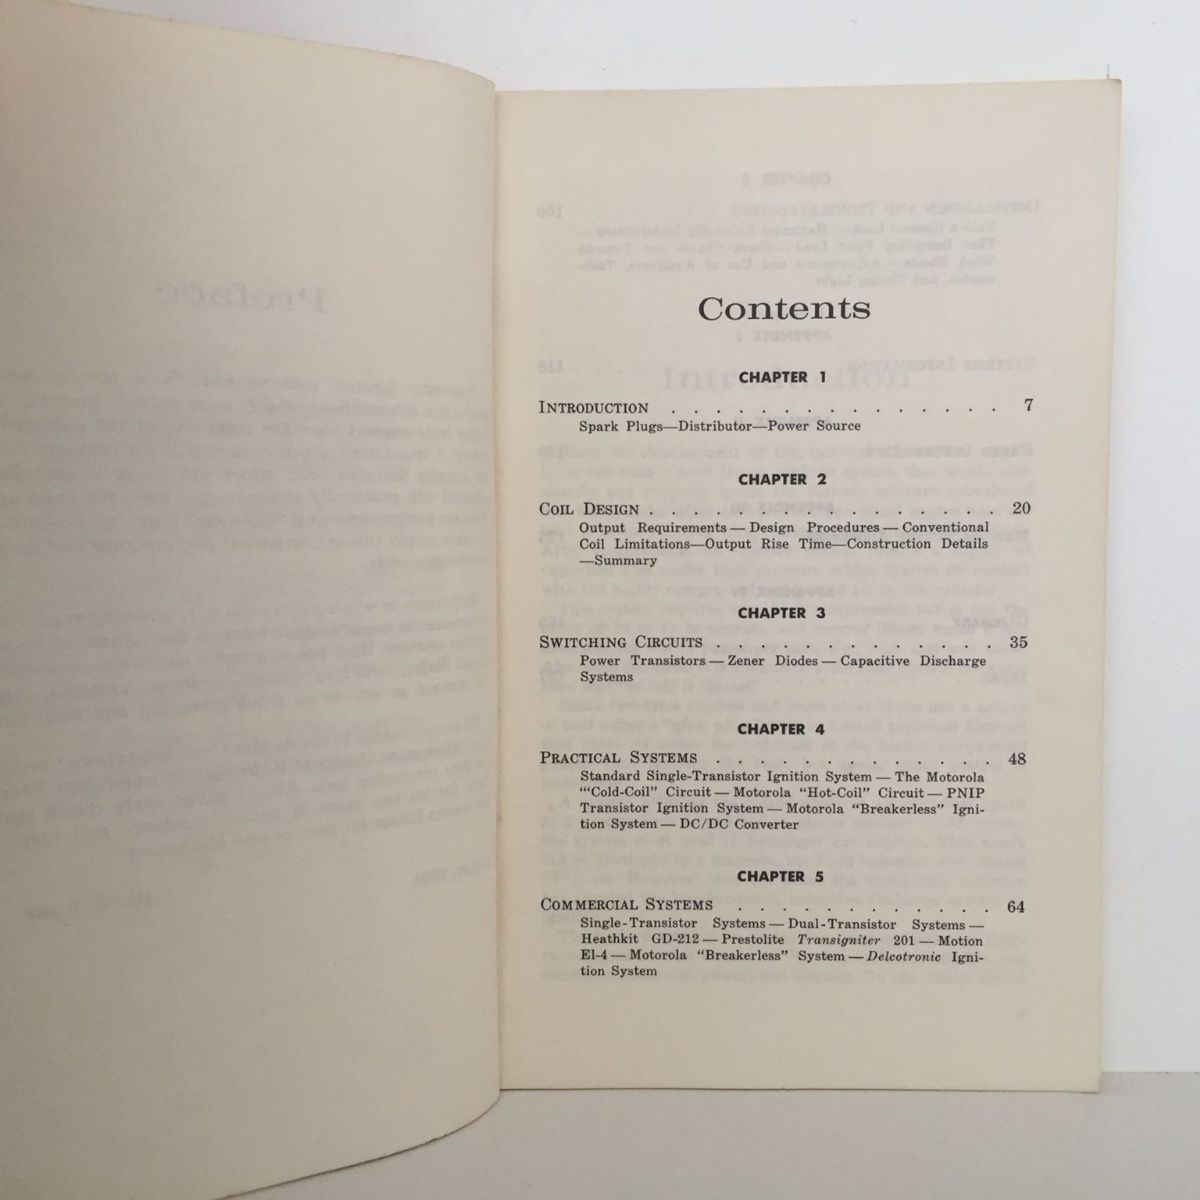 Contents
CHAPTER 1
INTRODUCTION . . . . . . . . . . . . . . . 7
Spark Plugs—Distributor—Power Source
CHAPTER 2
COIL DESIGN . . . . . . . . . . . . . . . . 20
Output Requirements — Design Procedures — Conventional
Coil Limitations—Output Rise Time—Construction Details
—Summary
CHAPTER 3
SWITCHING CIRCUITS . . . . . . . . . . . . . 35
Power Transistors — Zener Diodes — Capacitive Discharge
Systems
CHAPTER 4
PRACTICAL SYSTEMS . . . . . . . . . . . . . 48
Standard Single-Transistor Ignition System — The Motorola
"'Cold-Coil" Circuit — Motorola "Hot-Coil" Circuit — PNIP
Transistor Ignition System — Motorola "Breakerless" Igni-
tion System — DC/DC Converter
CHAPTER 5
COMMERCIAL SYSTEMS . . . . . . . . . . . . 64
Single-Transistor Systems — Dual-Transistor Systems —
Heathkit GD-212 — Prestolite Transigniter 201 — Motion
EI-4 — Motorola "Breakerless" System — Delcotronic Igni-
tion System